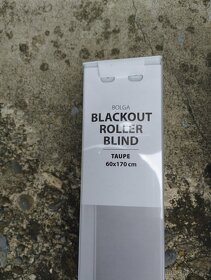 BOLGA
BLACKOUT
ROLLER
BLIND
TAUPE
60x170 cm